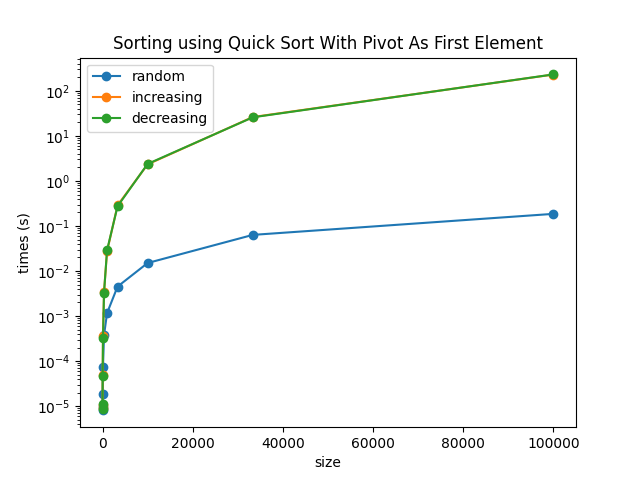 Sorting using Quick Sort With Pivot As First Element
random
increasing
decreasing
times (s)
10²
10¹
10⁰
10⁻¹
10⁻²
10⁻³
10⁻⁴
10⁻⁵
0 20000 40000 60000 80000 100000
size